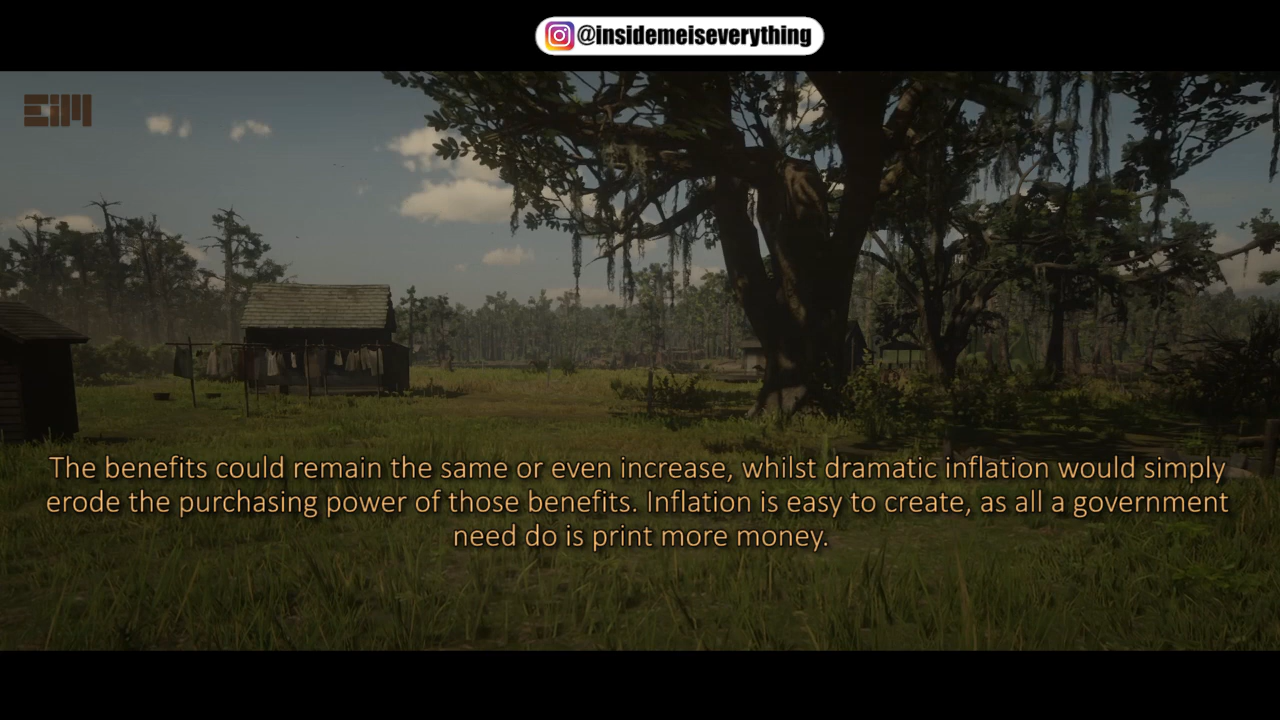 @insidemeiseverything
EiM
The benefits could remain the same or even increase, whilst dramatic inflation would simply
erode the purchasing power of those benefits. Inflation is easy to create, as all a government
need do is print more money.